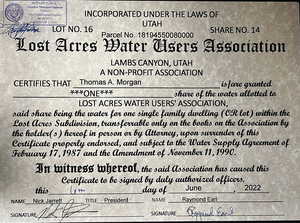 INCORPORATED UNDER THE LAWS OF
UTAH
LOT NO. 16
SHARE NO. 14
Parcel No. 18194550080000
Lost Acres Water Users Association
LAMBS CANYON, UTAH
A NON-PROFIT ASSOCIATION
CERTIFIES THAT Thomas A. Morgan is/are granted
***ONE*** share of the water allotted to
LOST ACRES WATER USERS' ASSOCIATION,
said share being the water for one single family dwelling (CCR lot) within the
Lost Acres Subdivision, transferable only on the books on the Association by
the holder(s) hereof in person or by Attorney, upon surrender of this
Certificate properly endorsed, and subject to the Water Supply Agreement of
February 17, 1987 and the Amendment of November 11, 1990.
In witness whereof, the said Association has caused this
Certificate to be signed by duly authorized officers.
this day of June 2022
NAME Nick Jarrett President NAME Raymond Earl
SIGNATURE SIGNATURE Raymond Earl